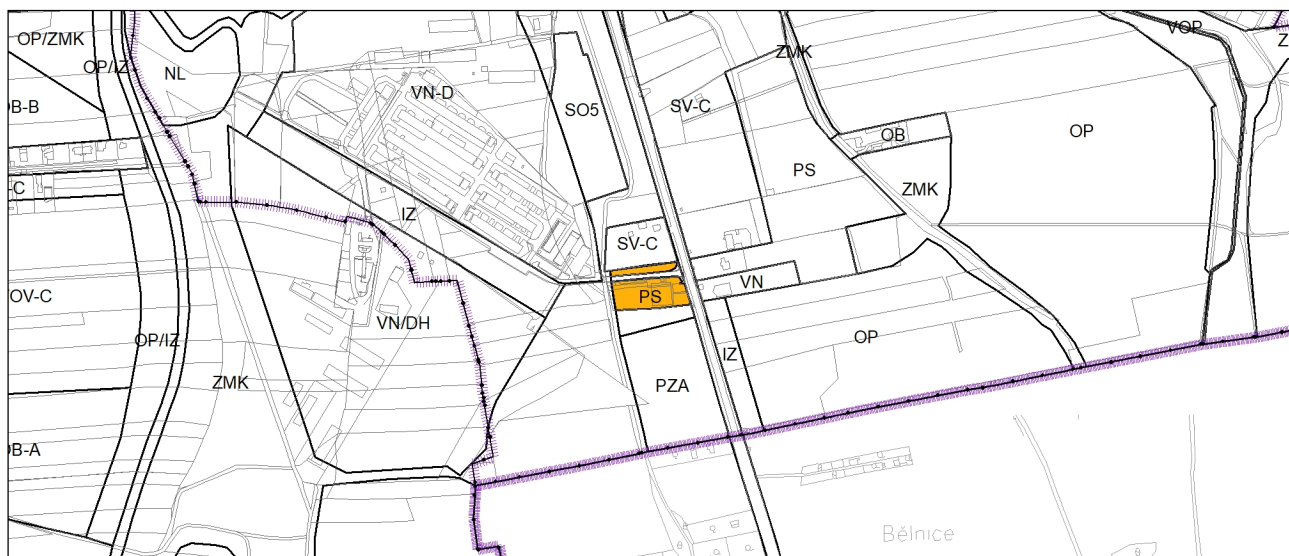 OP/ZMK
OP/IZ
NL
VN-D
SO5
SV-C
ZMK
VOP
OB-B
OB
OP
PS
ZMK
IZ
SV-C
VN
PS
OV-C
OP/IZ
VN/DH
ZMK
IZ
OP
PZA
OB-A
Bělnice